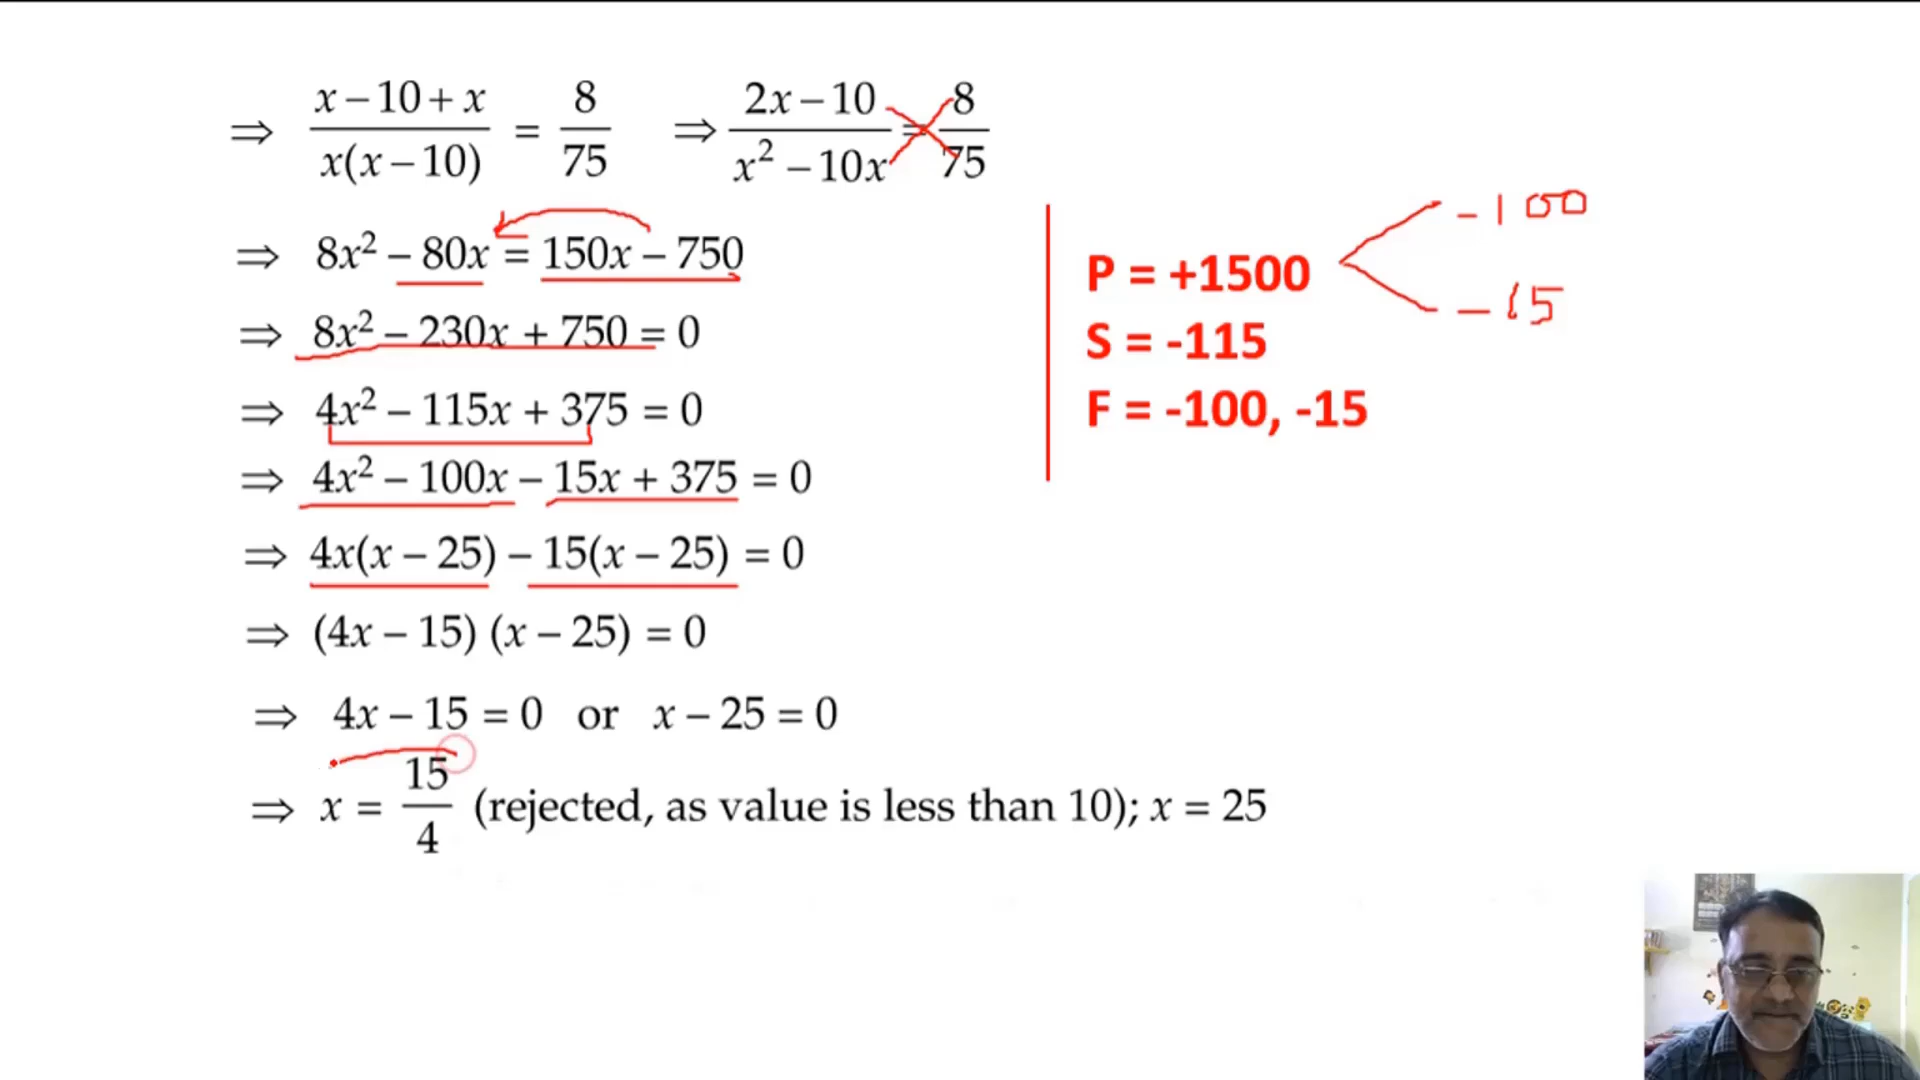 ⇒ (x – 10 + x)/(x(x – 10)) = 8/75 ⇒ (2x – 10)/(x² – 10x) = 8/75
⇒ 8x² – 80x = 150x – 750
⇒ 8x² – 230x + 750 = 0
⇒ 4x² – 115x + 375 = 0
⇒ 4x² – 100x – 15x + 375 = 0
⇒ 4x(x – 25) – 15(x – 25) = 0
⇒ (4x – 15) (x – 25) = 0
⇒ 4x – 15 = 0 or x – 25 = 0
⇒ x = 15/4 (rejected, as value is less than 10); x = 25
P = +1500
-100
-15
S = -115
F = -100, -15